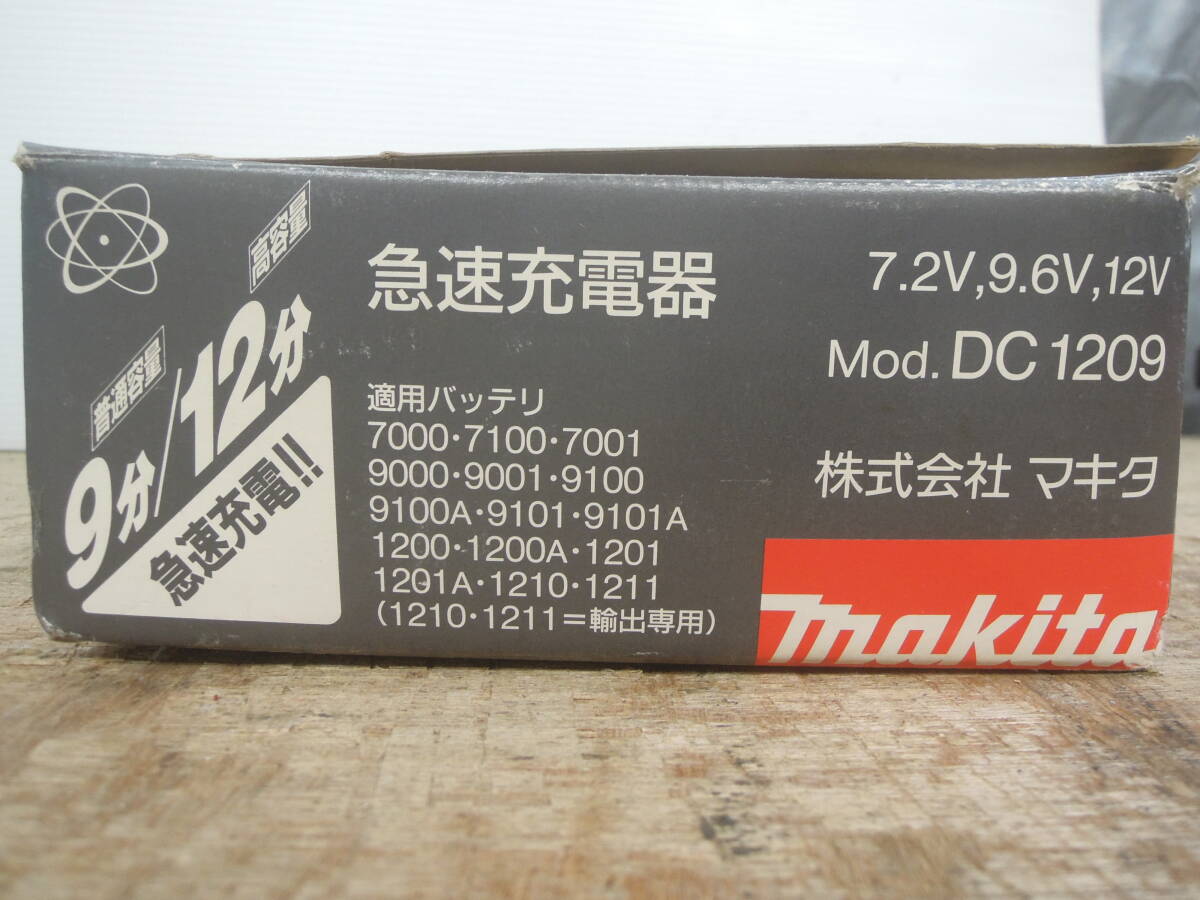 高容量
普通容量
9分/12分
急速充電!!
急速充電器
適用バッテリ
7000・7100・7001
9000・9001・9100
9100A・9101・9101A
1200・1200A・1201
1201A・1210・1211
(1210・1211＝輸出専用)
7.2V,9.6V,12V
Mod. DC1209
株式会社 マキタ
makita